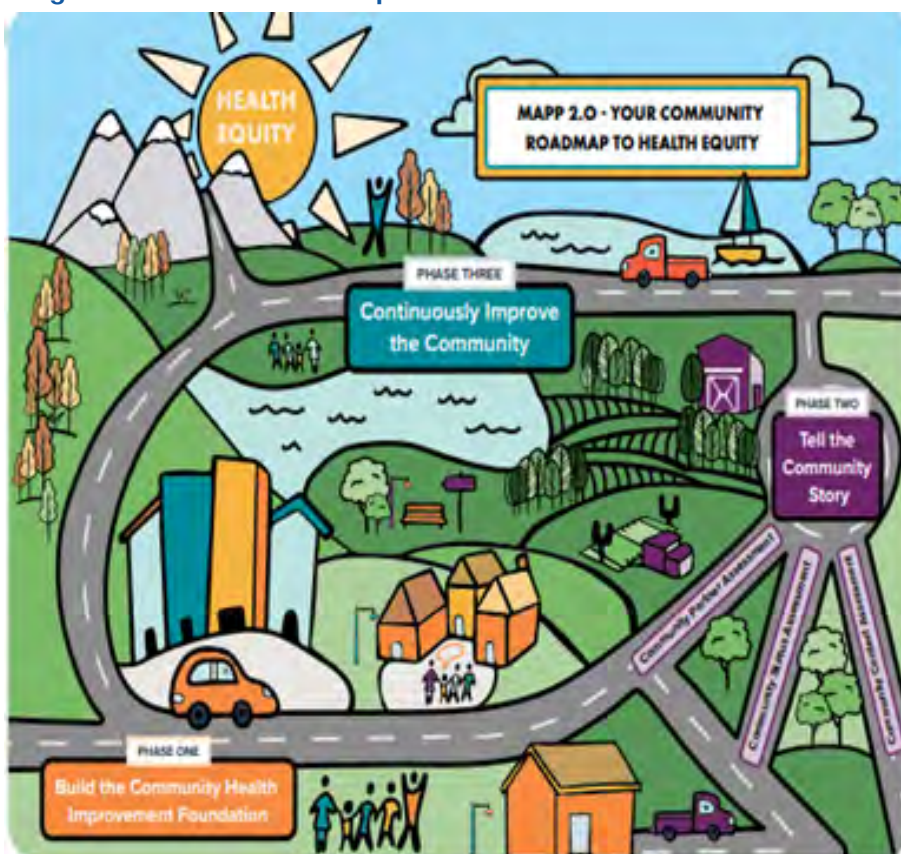 HEALTH
EQUITY
MAPP 2.0 - YOUR COMMUNITY
ROADMAP TO HEALTH EQUITY
PHASE THREE
Continuously Improve
the Community
PHASE TWO
Tell the
Community
Story
Community Partner Assessment
Community Status Assessment
Community Context Assessment
PHASE ONE
Build the Community Health
Improvement Foundation